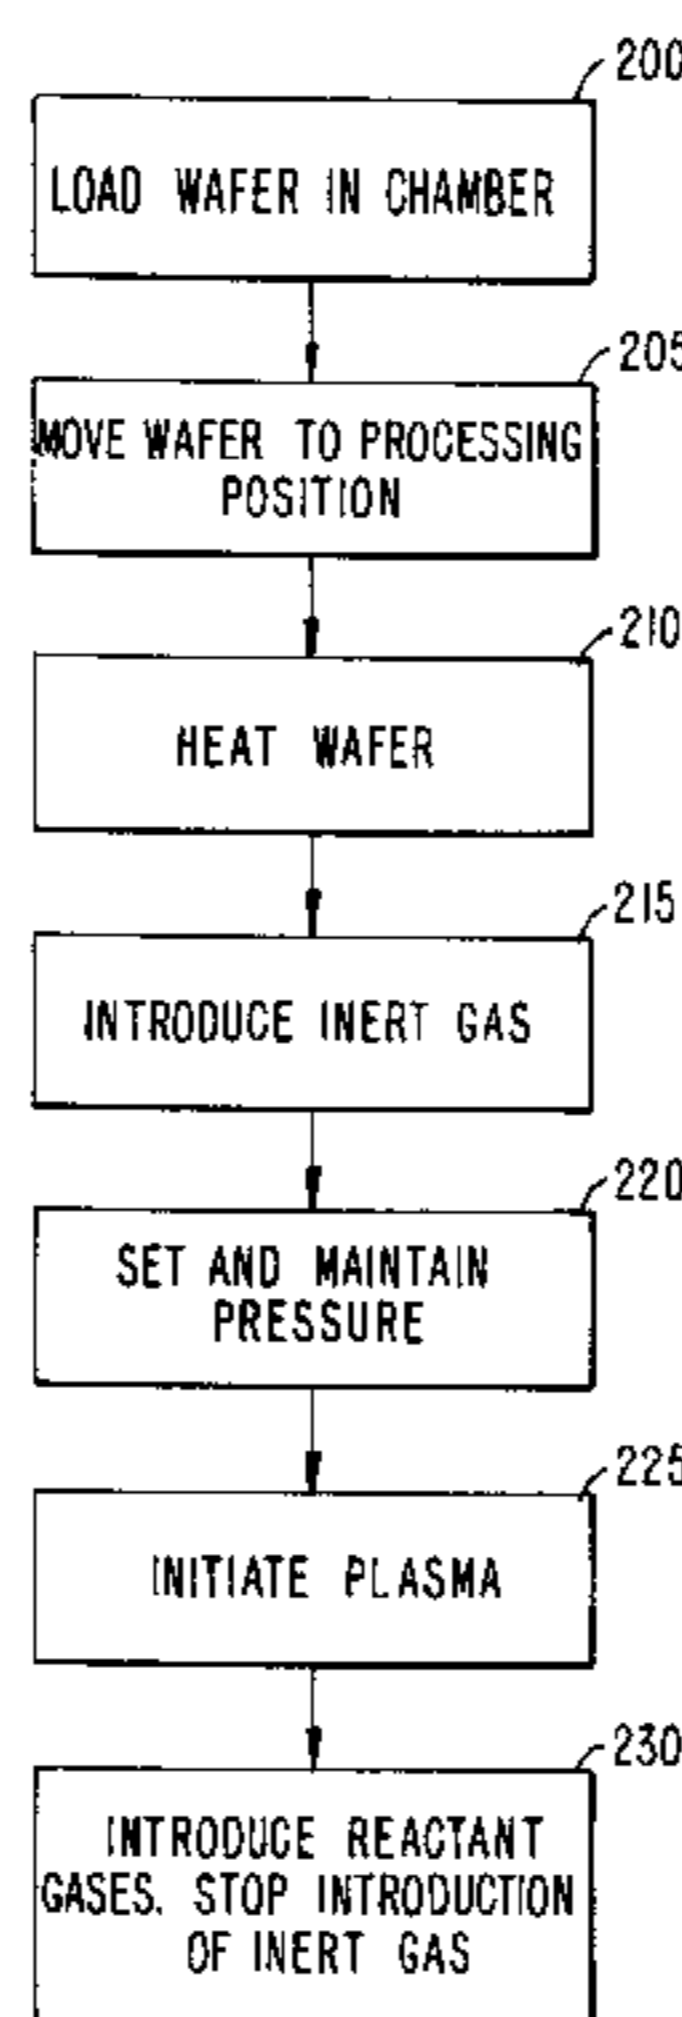 200
LOAD WAFER IN CHAMBER
205
MOVE WAFER TO PROCESSING
POSITION
210
HEAT WAFER
215
INTRODUCE INERT GAS
220
SET AND MAINTAIN
PRESSURE
225
INITIATE PLASMA
230
INTRODUCE REACTANT
GASES. STOP INTRODUCTION
OF INERT GAS